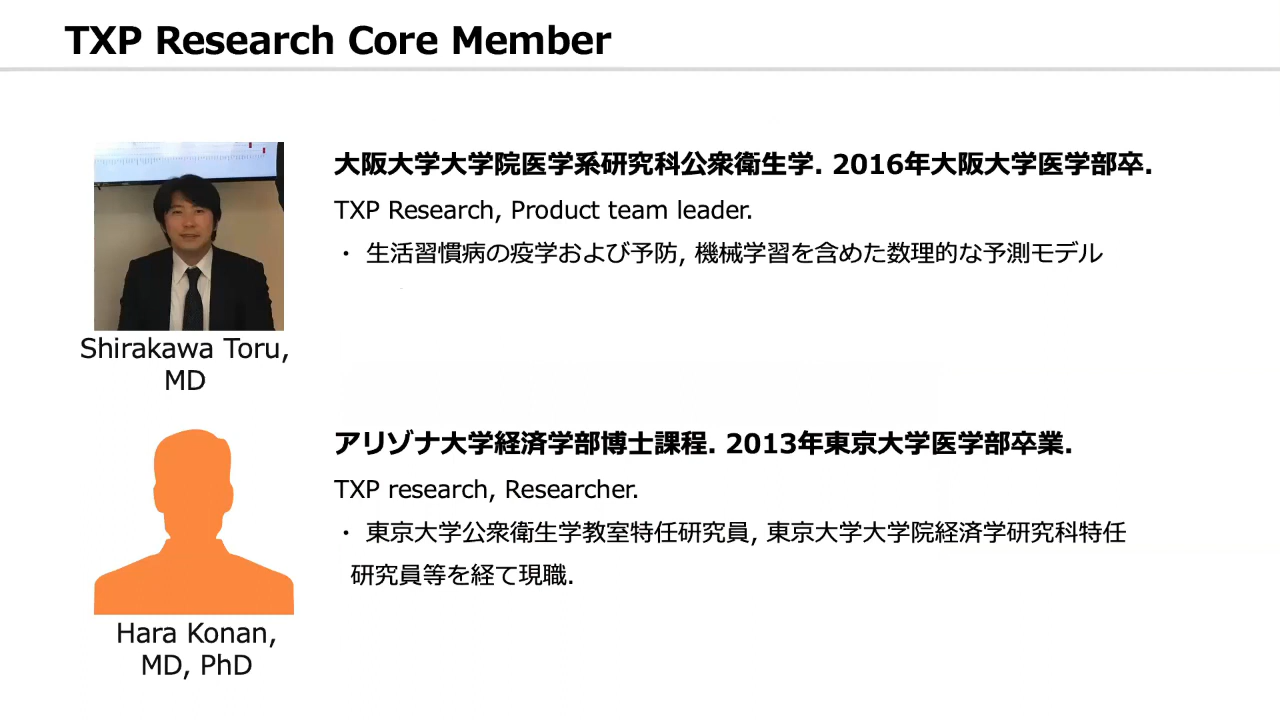 TXP Research Core Member
大阪大学大学院医学系研究科公衆衛生学. 2016年大阪大学医学部卒.
TXP Research, Product team leader.
・ 生活習慣病の疫学および予防, 機械学習を含めた数理的な予測モデル
Shirakawa Toru,
MD
アリゾナ大学経済学部博士課程. 2013年東京大学医学部卒業.
TXP research, Researcher.
・ 東京大学公衆衛生学教室特任研究員, 東京大学大学院経済学研究科特任
研究員等を経て現職.
Hara Konan,
MD, PhD